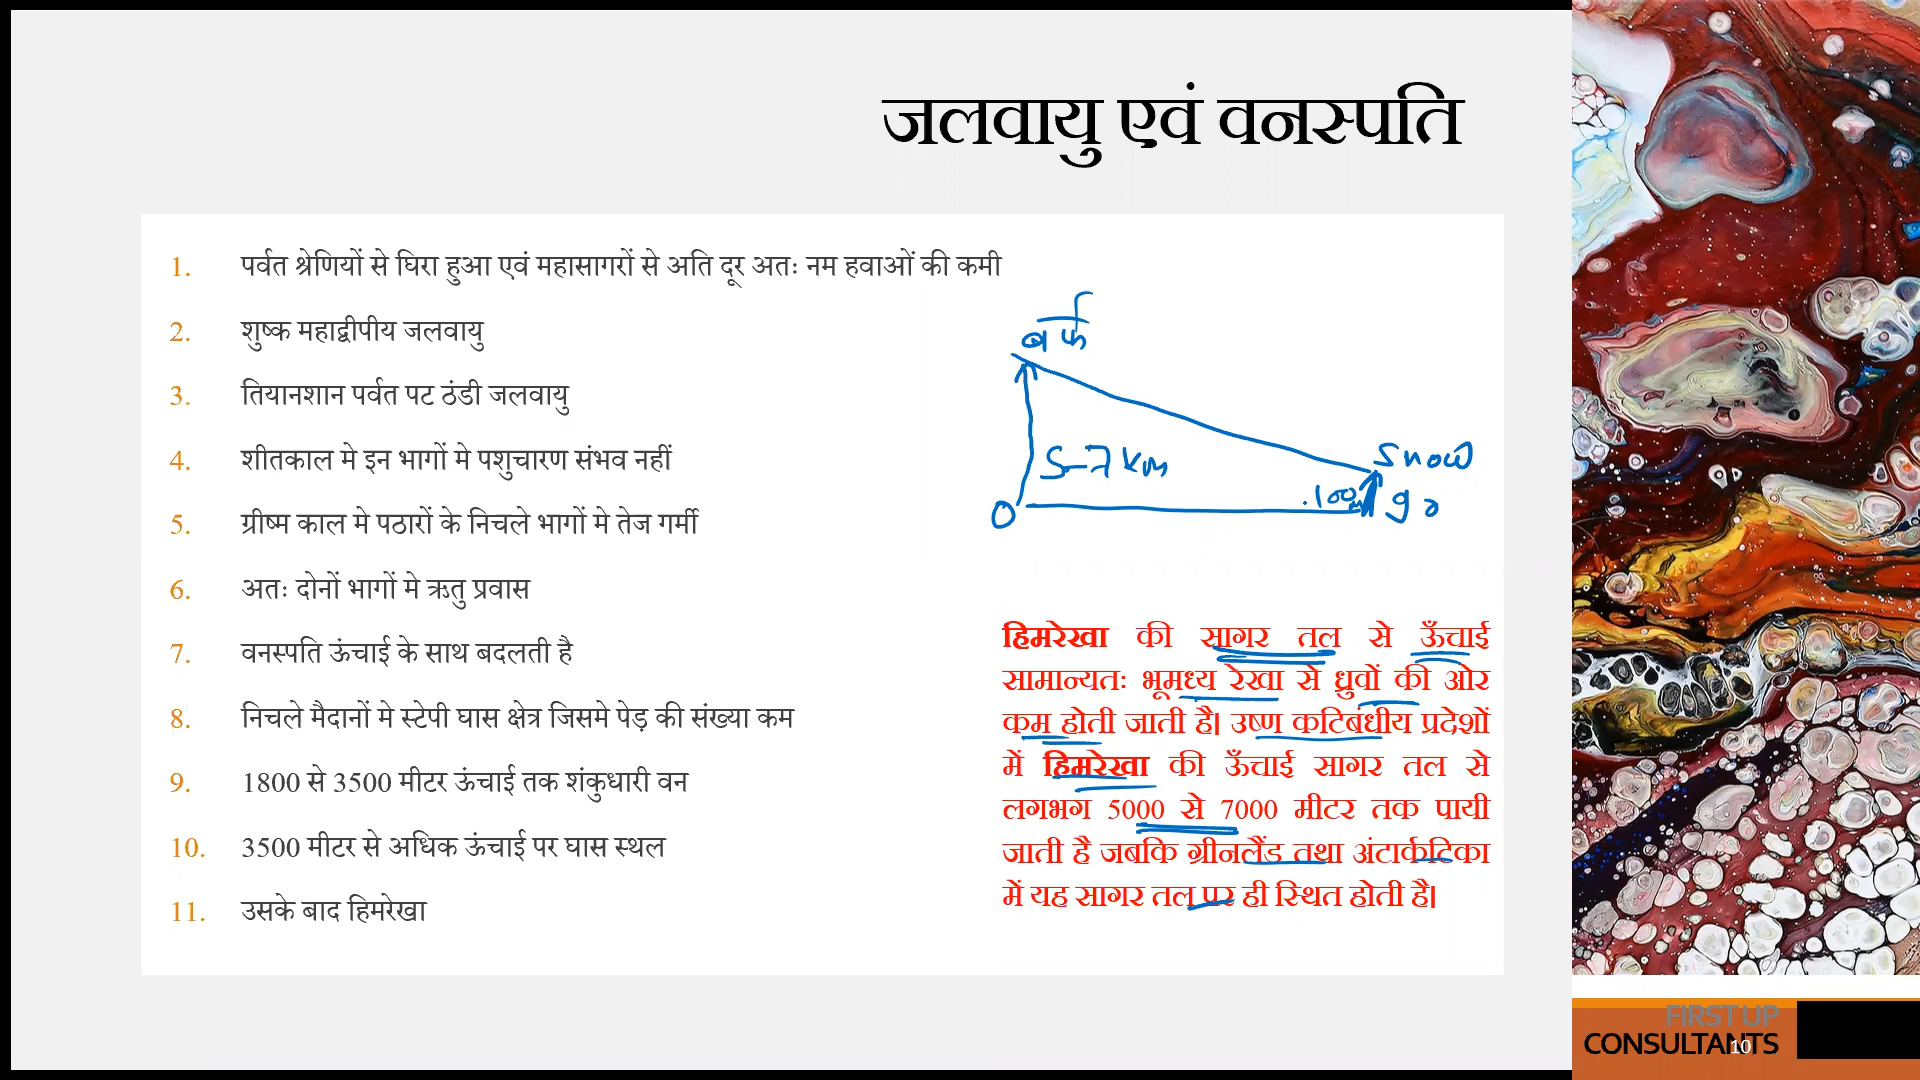 जलवायु एवं वनस्पति
1. पर्वत श्रेणियों से घिरा हुआ एवं महासागरों से अति दूर अतः नम हवाओं की कमी
2. शुष्क महाद्वीपीय जलवायु
3. तियानशान पर्वत पट ठंडी जलवायु
4. शीतकाल मे इन भागों मे पशुचारण संभव नहीं
5. ग्रीष्म काल मे पठारों के निचले भागों मे तेज गर्मी
6. अतः दोनों भागों मे ऋतु प्रवास
7. वनस्पति ऊंचाई के साथ बदलती है
8. निचले मैदानों मे स्टेपी घास क्षेत्र जिसमे पेड़ की संख्या कम
9. 1800 से 3500 मीटर ऊंचाई तक शंकुधारी वन
10. 3500 मीटर से अधिक ऊंचाई पर घास स्थल
11. उसके बाद हिमरेखा
बर्फ
5-7 km
Snow
0
.100m
90
हिमरेखा की सागर तल से ऊँचाई
सामान्यतः भूमध्य रेखा से ध्रुवों की ओर
कम होती जाती है। उष्ण कटिबंधीय प्रदेशों
में हिमरेखा की ऊँचाई सागर तल से
लगभग 5000 से 7000 मीटर तक पायी
जाती है जबकि ग्रीनलैंड तथा अंटार्कटिका
में यह सागर तल पर ही स्थित होती है।
FIRST UP
CONSULTANTS
10